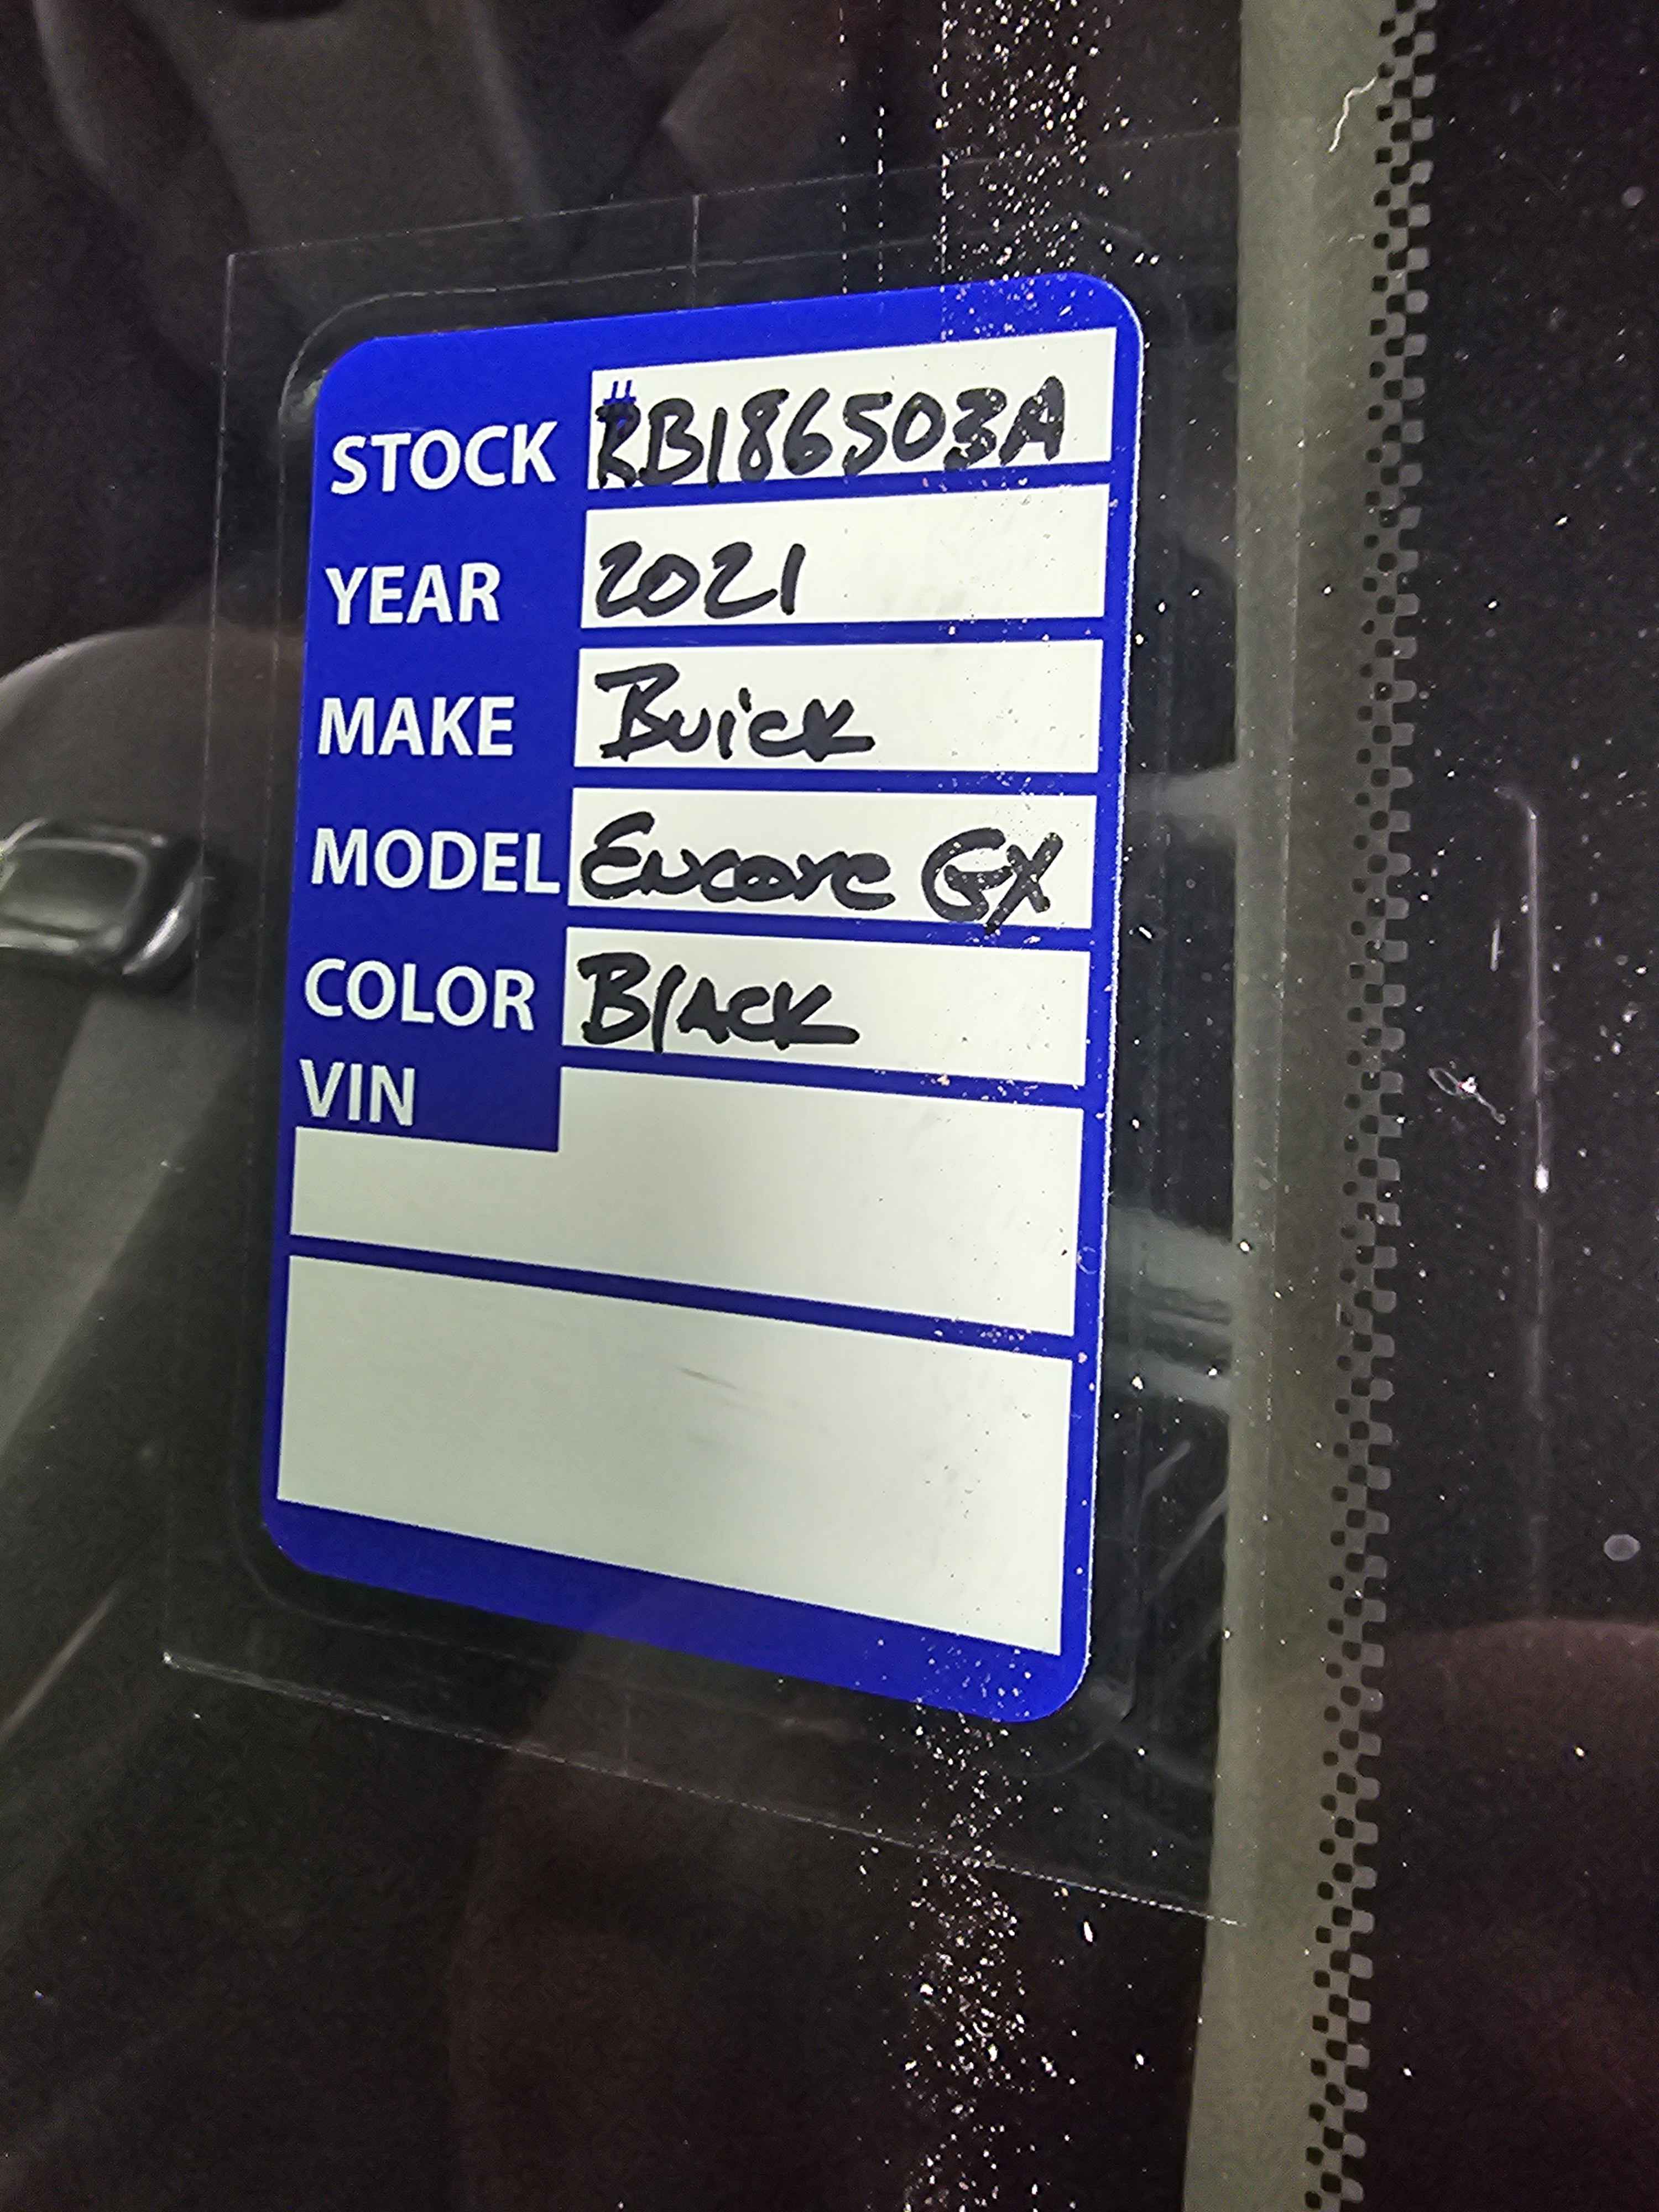 STOCK #RB186503A
YEAR 2021
MAKE Buick
MODEL Encore GX
COLOR Black
VIN